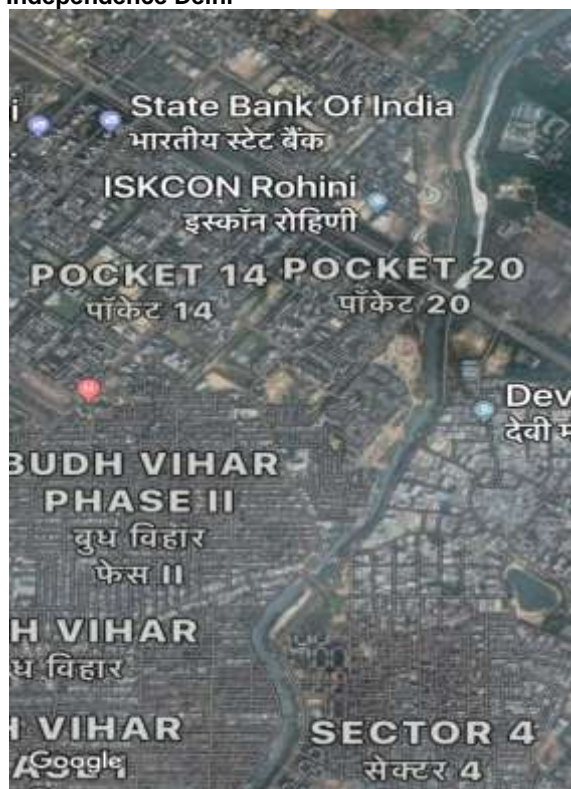 Independence Delhi
i
State Bank Of India
भारतीय स्टेट बैंक
ISKCON Rohini
इस्कॉन रोहिणी
POCKET 14 POCKET 20
पॉकेट 14 पॉकेट 20
Dev
देवी म
BUDH VIHAR
PHASE II
बुध विहार
फेस II
H VIHAR
ध विहार
H VIHAR
SECTOR 4
Google
सेक्टर 4